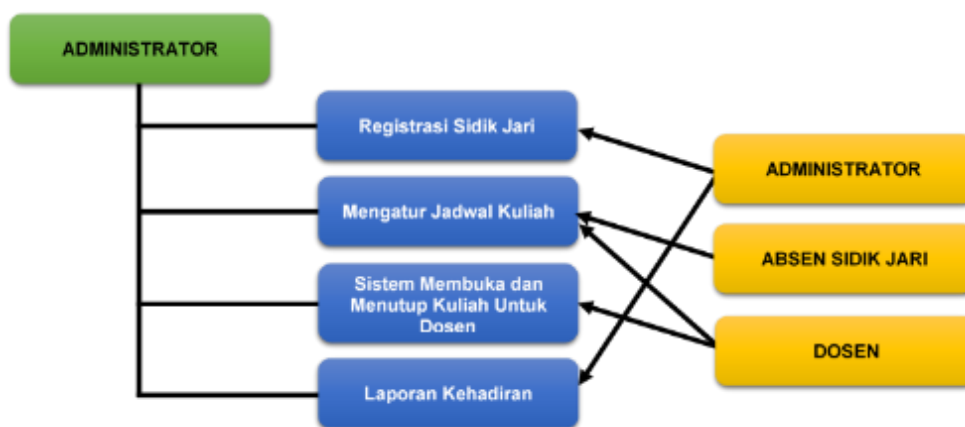 ADMINISTRATOR
Registrasi Sidik Jari
Mengatur Jadwal Kuliah
Sistem Membuka dan
Menutup Kuliah Untuk
Dosen
Laporan Kehadiran
ADMINISTRATOR
ABSEN SIDIK JARI
DOSEN